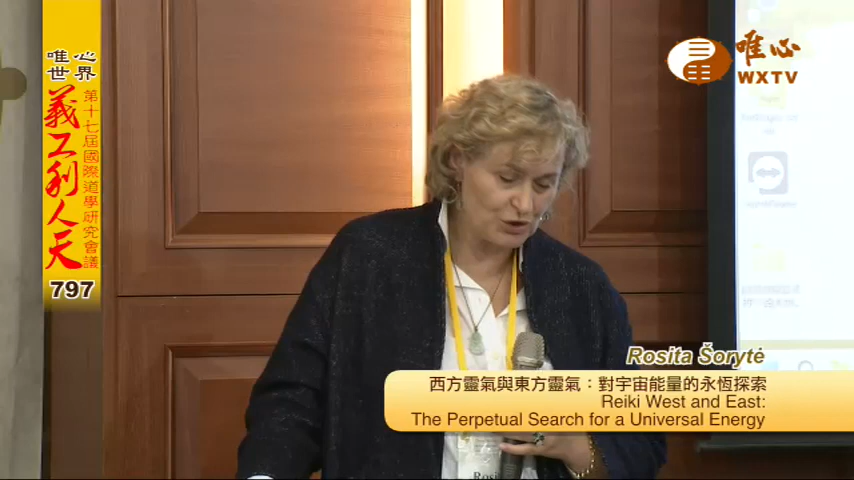 唯心
世界
義工利人天
第十七屆國際道學研究會議
797
唯心
WXTV
Rosita Šorytė
西方靈氣與東方靈氣：對宇宙能量的永恆探索
Reiki West and East:
The Perpetual Search for a Universal Energy